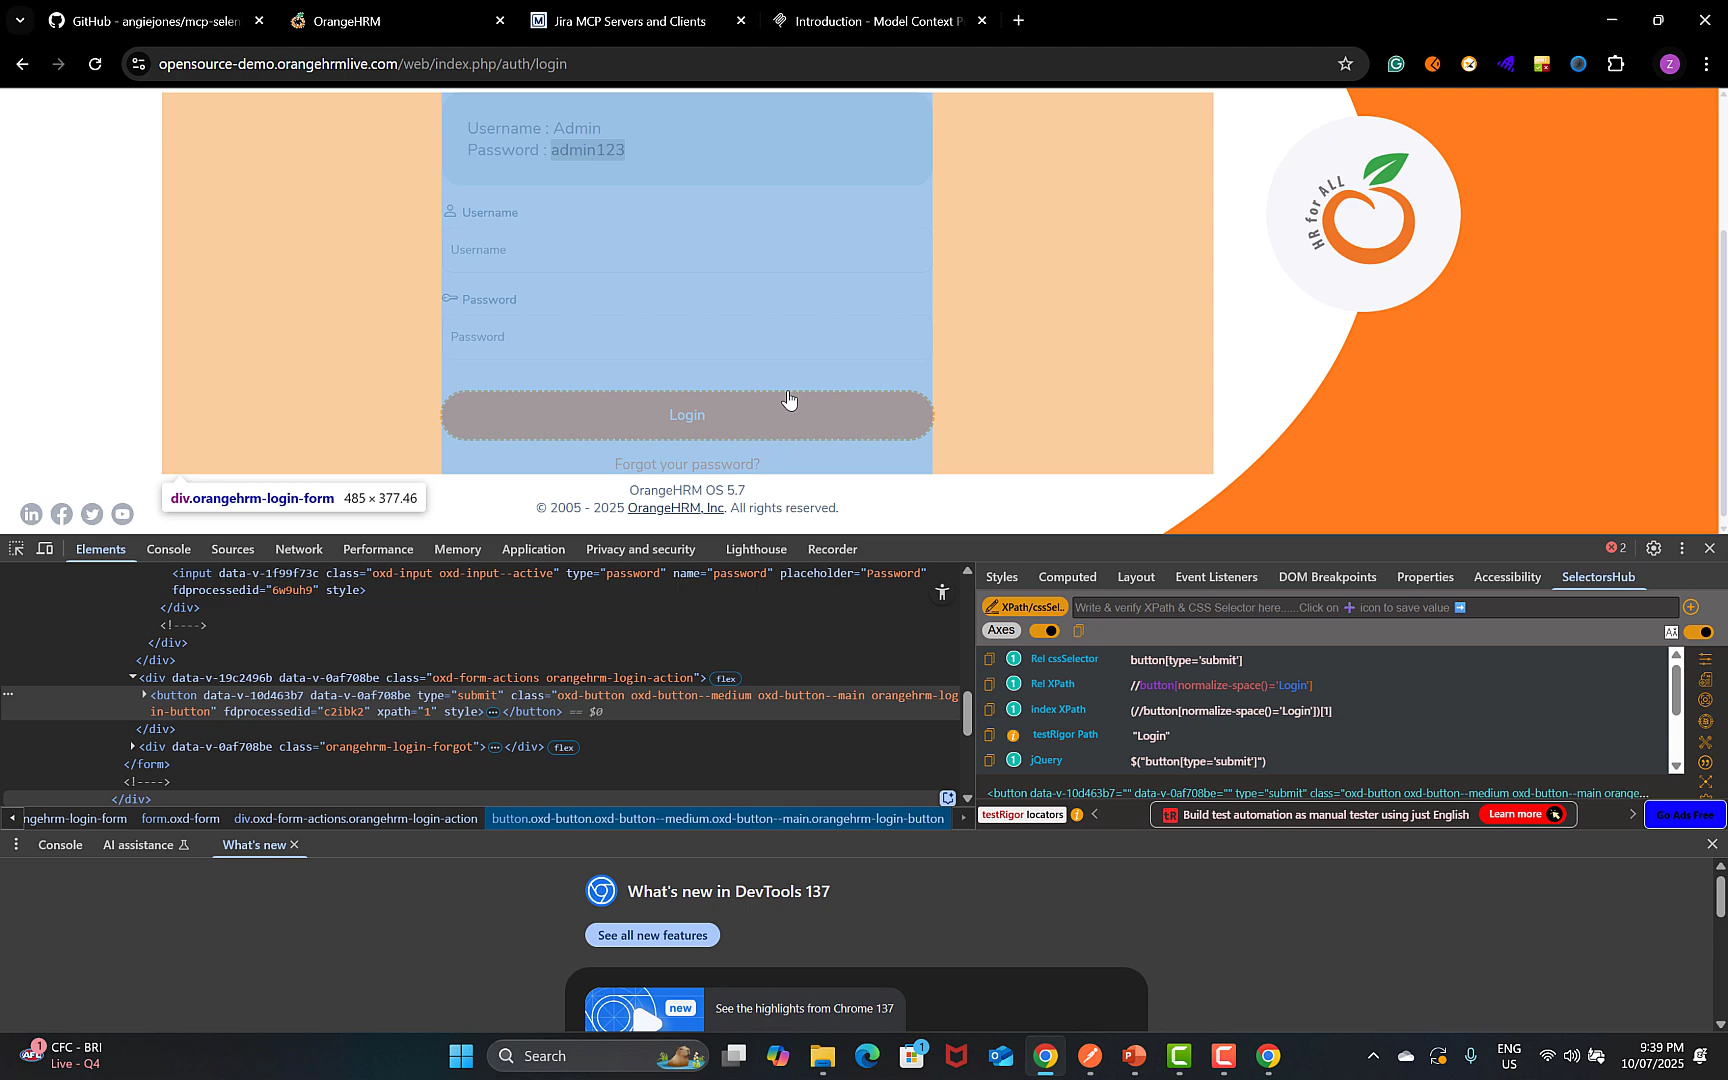 GitHub - angiejones/mcp-selen
OrangeHRM
Jira MCP Servers and Clients
Introduction - Model Context P
opensource-demo.orangehrmlive.com/web/index.php/auth/login
Z
Username : Admin
Password : admin123
Username
Username
Password
Password
Login
Forgot your password?
HR for ALL
div.orangehrm-login-form 485 × 377.46
OrangeHRM OS 5.7
© 2005 - 2025 OrangeHRM, Inc. All rights reserved.
Elements
Console
Sources
Network
Performance
Memory
Application
Privacy and security
Lighthouse
Recorder
2
<input data-v-1f99f73c class="oxd-input oxd-input--active" type="password" name="password" placeholder="Password"
fdprocessedid="6w9uh9" style>
</div>
<!---->
</div>
</div>
<div data-v-19c2496b data-v-0af708be class="oxd-form-actions orangehrm-login-action"> flex
<button data-v-10d463b7 data-v-0af708be type="submit" class="oxd-button oxd-button--medium oxd-button--main orangehrm-log
in-button" fdprocessedid="c2ibk2" xpath="1" style>…</button> == $0
</div>
<div data-v-0af708be class="orangehrm-login-forgot">…</div> flex
</form>
<!---->
</div>
ngehrm-login-form
form.oxd-form
div.oxd-form-actions.orangehrm-login-action
button.oxd-button.oxd-button--medium.oxd-button--main.orangehrm-login-button
Styles
Computed
Layout
Event Listeners
DOM Breakpoints
Properties
Accessibility
SelectorsHub
XPath/cssSel..
Write & verify XPath & CSS Selector here......Click on ➕ icon to save value ➡
Axes
1 Rel cssSelector button[type='submit']
1 Rel XPath //button[normalize-space()='Login']
1 index XPath (//button[normalize-space()='Login'])[1]
testRigor Path "Login"
1 jQuery $("button[type='submit']")
<button data-v-10d463b7="" data-v-0af708be="" type="submit" class="oxd-button oxd-button--medium oxd-button--main orange...
testRigor locators
tR Build test automation as manual tester using just English
Learn more
Go Ads Free
Console
AI assistance
What's new
What's new in DevTools 137
See all new features
new
See the highlights from Chrome 137
1
CFC - BRI
Live - Q4
Search
1
ENG
US
9:39 PM
10/07/2025